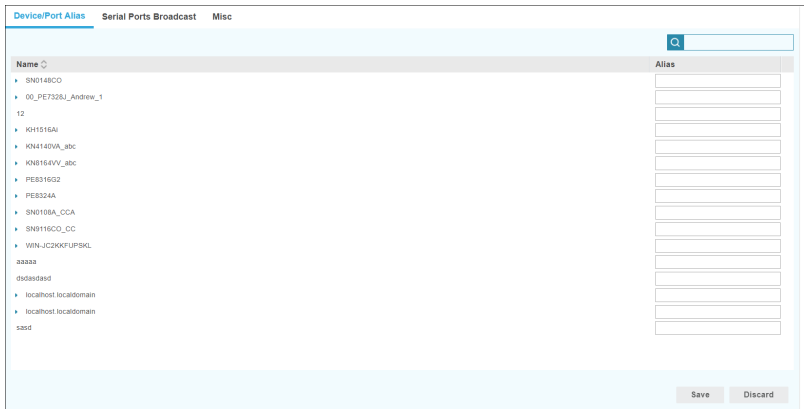 Device/Port Alias Serial Ports Broadcast Misc
Name Alias
SN0148CO
00_PE7328J_Andrew_1
12
KH1516Ai
KN4140VA_abc
KN8164VV_abc
PE8316G2
PE8324A
SN0108A_CCA
SN9116CO_CC
WIN-JC2KKFUPSKL
aaaaa
dsdasdasd
localhost.localdomain
localhost.localdomain
sasd
Save Discard